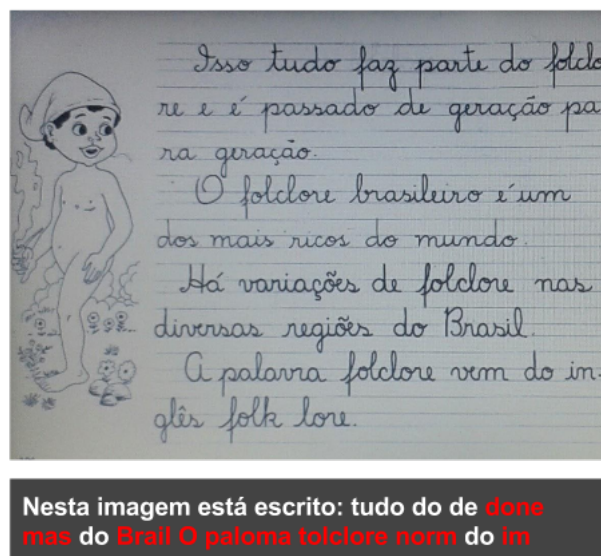 Isso tudo faz parte do folclo
re e é passado de geração pa
ra geração.
O folclore brasileiro é um
dos mais ricos do mundo.
Há variações de folclore nas
diversas regiões do Brasil.
A palavra folclore vem do in-
glês folk lore.
Nesta imagem está escrito: tudo do de done
mas do Brail O paloma tolclore norm do im